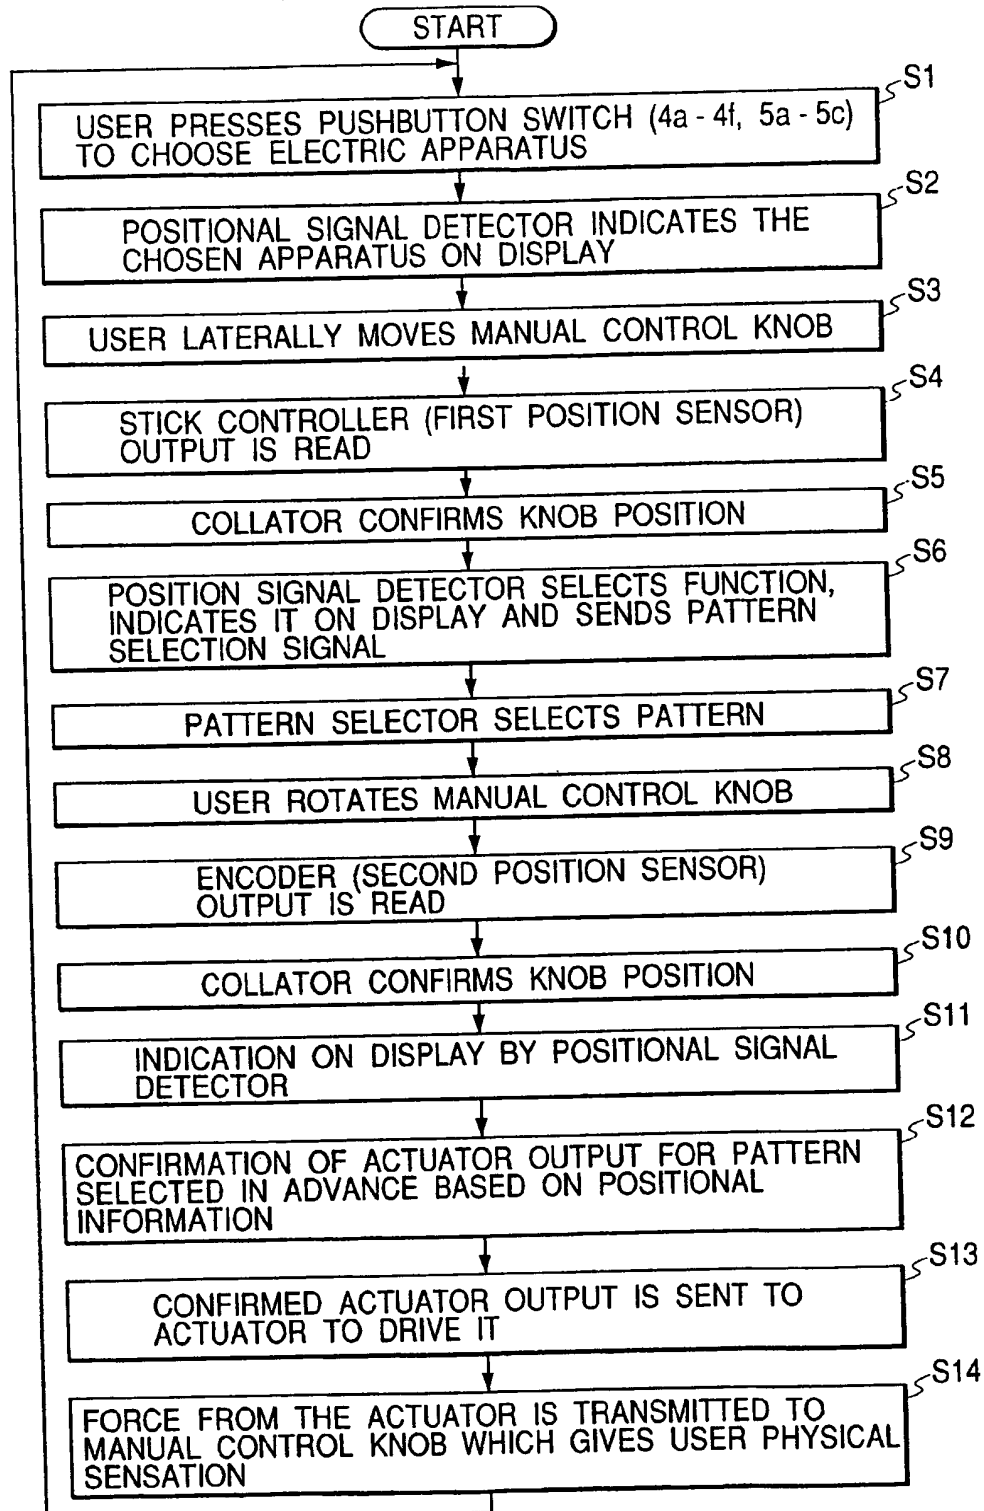 START
S1
USER PRESSES PUSHBUTTON SWITCH (4a - 4f, 5a - 5c)
TO CHOOSE ELECTRIC APPARATUS
S2
POSITIONAL SIGNAL DETECTOR INDICATES THE
CHOSEN APPARATUS ON DISPLAY
S3
USER LATERALLY MOVES MANUAL CONTROL KNOB
S4
STICK CONTROLLER (FIRST POSITION SENSOR)
OUTPUT IS READ
S5
COLLATOR CONFIRMS KNOB POSITION
S6
POSITION SIGNAL DETECTOR SELECTS FUNCTION,
INDICATES IT ON DISPLAY AND SENDS PATTERN
SELECTION SIGNAL
S7
PATTERN SELECTOR SELECTS PATTERN
S8
USER ROTATES MANUAL CONTROL KNOB
S9
ENCODER (SECOND POSITION SENSOR)
OUTPUT IS READ
S10
COLLATOR CONFIRMS KNOB POSITION
S11
INDICATION ON DISPLAY BY POSITIONAL SIGNAL
DETECTOR
S12
CONFIRMATION OF ACTUATOR OUTPUT FOR PATTERN
SELECTED IN ADVANCE BASED ON POSITIONAL
INFORMATION
S13
CONFIRMED ACTUATOR OUTPUT IS SENT TO
ACTUATOR TO DRIVE IT
S14
FORCE FROM THE ACTUATOR IS TRANSMITTED TO
MANUAL CONTROL KNOB WHICH GIVES USER PHYSICAL
SENSATION